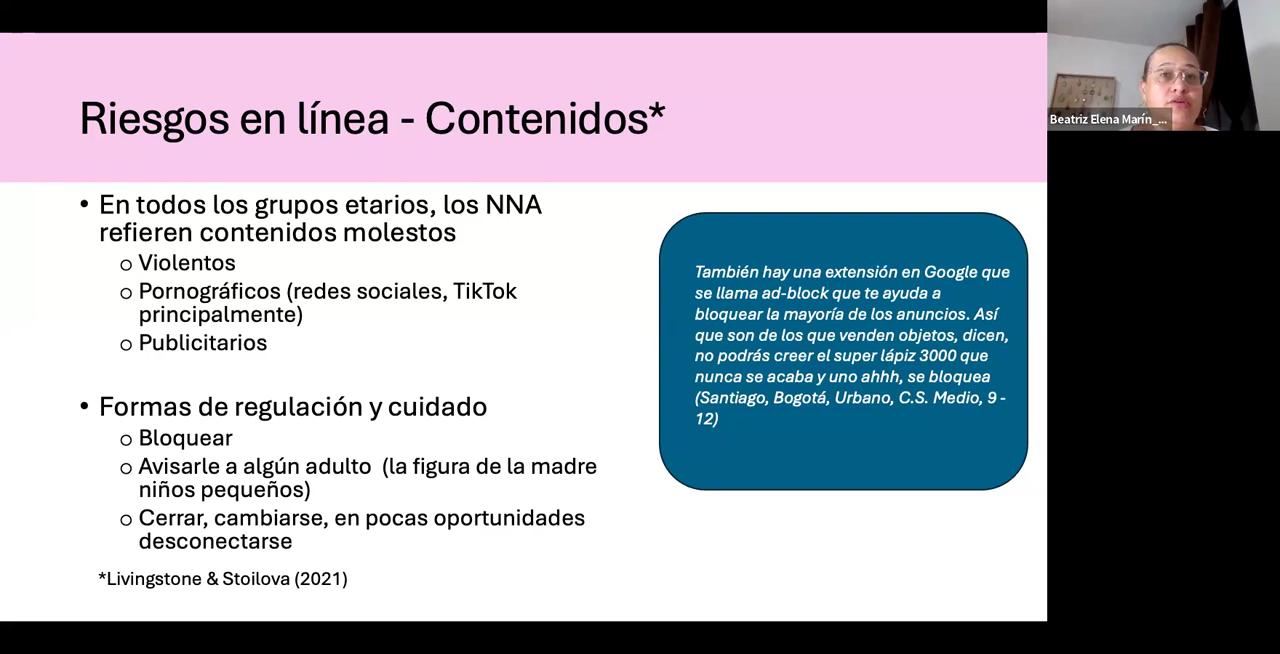 Riesgos en línea - Contenidos*
• En todos los grupos etarios, los NNA
refieren contenidos molestos
o Violentos
o Pornográficos (redes sociales, TikTok
principalmente)
o Publicitarios
• Formas de regulación y cuidado
o Bloquear
o Avisarle a algún adulto (la figura de la madre
niños pequeños)
o Cerrar, cambiarse, en pocas oportunidades
desconectarse
*Livingstone & Stoilova (2021)
También hay una extensión en Google que
se llama ad-block que te ayuda a
bloquear la mayoría de los anuncios. Así
que son de los que venden objetos, dicen,
no podrás creer el super lápiz 3000 que
nunca se acaba y uno ahhh, se bloquea
(Santiago, Bogotá, Urbano, C.S. Medio, 9 -
12)
Beatriz Elena Marín_...